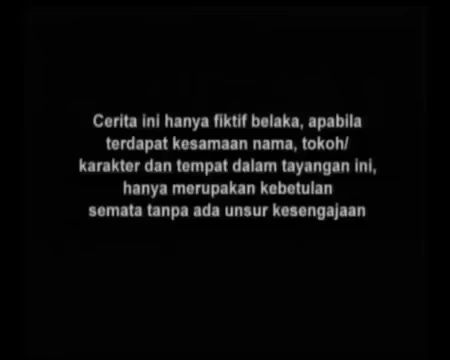 Cerita ini hanya fiktif belaka, apabila
terdapat kesamaan nama, tokoh/
karakter dan tempat dalam tayangan ini,
hanya merupakan kebetulan
semata tanpa ada unsur kesengajaan